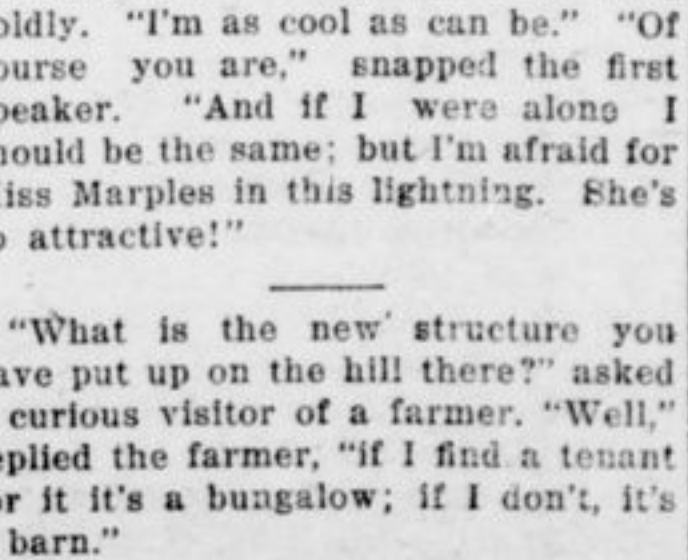 oldly. "I'm as cool as can be." "Of
ourse you are," snapped the first
peaker. "And if I were alone I
hould be the same; but I'm afraid for
iss Marples in this lightning. She's
o attractive!"
"What is the new structure you
ave put up on the hill there?" asked
curious visitor of a farmer. "Well,"
eplied the farmer, "if I find a tenant
or it it's a bungalow; if I don't, it's
barn."